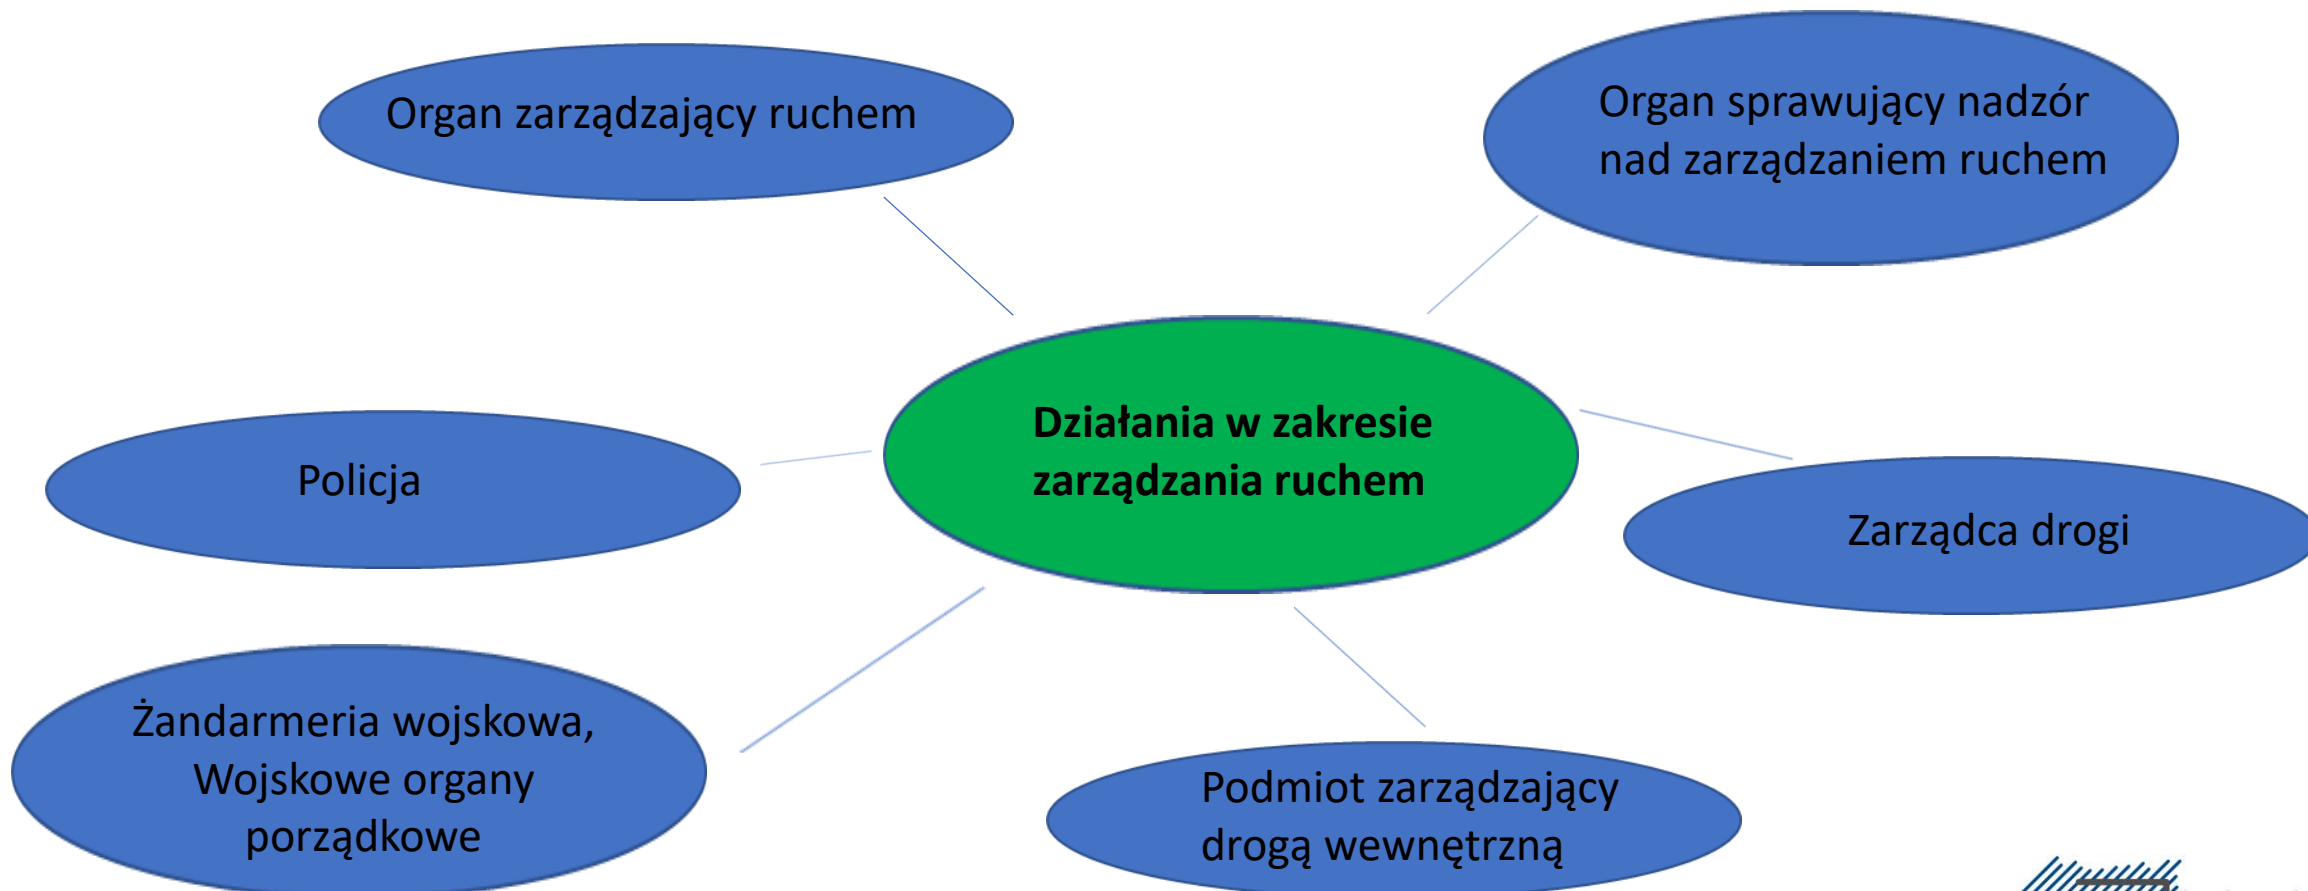 Organ zarządzający ruchem
Organ sprawujący nadzór
nad zarządzaniem ruchem
Działania w zakresie
zarządzania ruchem
Policja
Zarządca drogi
Żandarmeria wojskowa,
Wojskowe organy
porządkowe
Podmiot zarządzający
drogą wewnętrzną